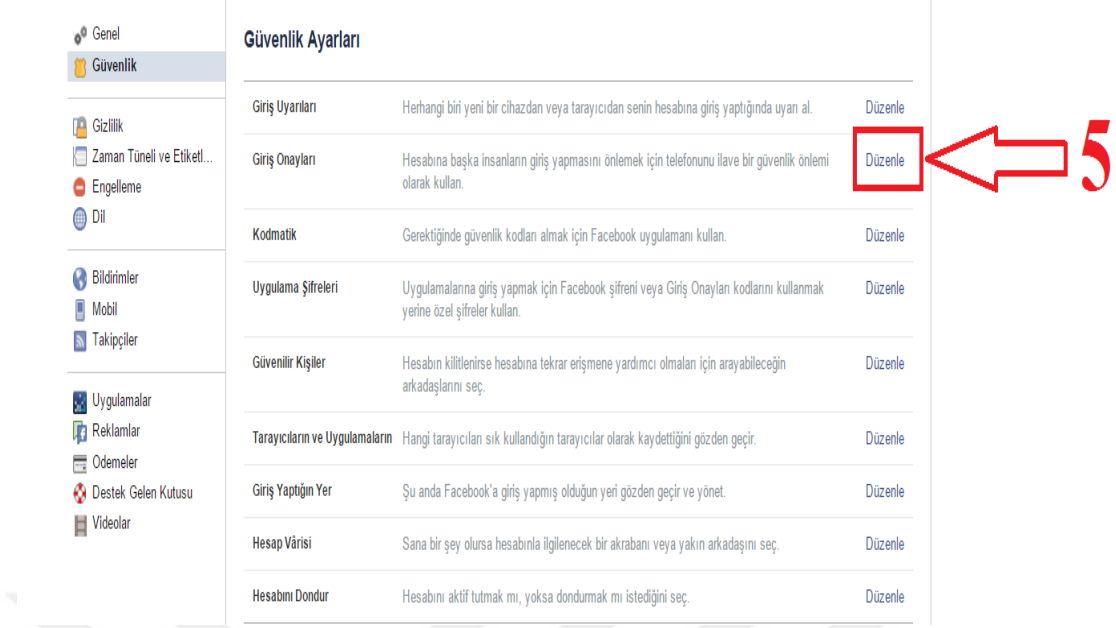 Genel
Güvenlik
Gizlilik
Zaman Tüneli ve Etiketl...
Engelleme
Dil
Bildirimler
Mobil
Takipçiler
Uygulamalar
Reklamlar
Ödemeler
Destek Gelen Kutusu
Videolar
Güvenlik Ayarları
Giriş Uyarıları Herhangi biri yeni bir cihazdan veya tarayıcıdan senin hesabına giriş yaptığında uyarı al. Düzenle
Giriş Onayları Hesabına başka insanların giriş yapmasını önlemek için telefonunu ilave bir güvenlik önlemi Düzenle 5
olarak kullan.
Kodmatik Gerektiğinde güvenlik kodları almak için Facebook uygulamanı kullan. Düzenle
Uygulama Şifreleri Uygulamalarına giriş yapmak için Facebook şifreni veya Giriş Onayları kodlarını kullanmak Düzenle
yerine özel şifreler kullan.
Güvenilir Kişiler Hesabın kilitlenirse hesabına tekrar erişmene yardımcı olmaları için arayabileceğin Düzenle
arkadaşlarını seç.
Tarayıcıların ve Uygulamaların Hangi tarayıcıları sık kullandığın tarayıcılar olarak kaydettiğini gözden geçir. Düzenle
Giriş Yaptığın Yer Şu anda Facebook'a giriş yapmış olduğun yeri gözden geçir ve yönet. Düzenle
Hesap Vârisi Sana bir şey olursa hesabınla ilgilenecek bir akrabanı veya yakın arkadaşını seç. Düzenle
Hesabını Dondur Hesabını aktif tutmak mı, yoksa dondurmak mı istediğini seç. Düzenle